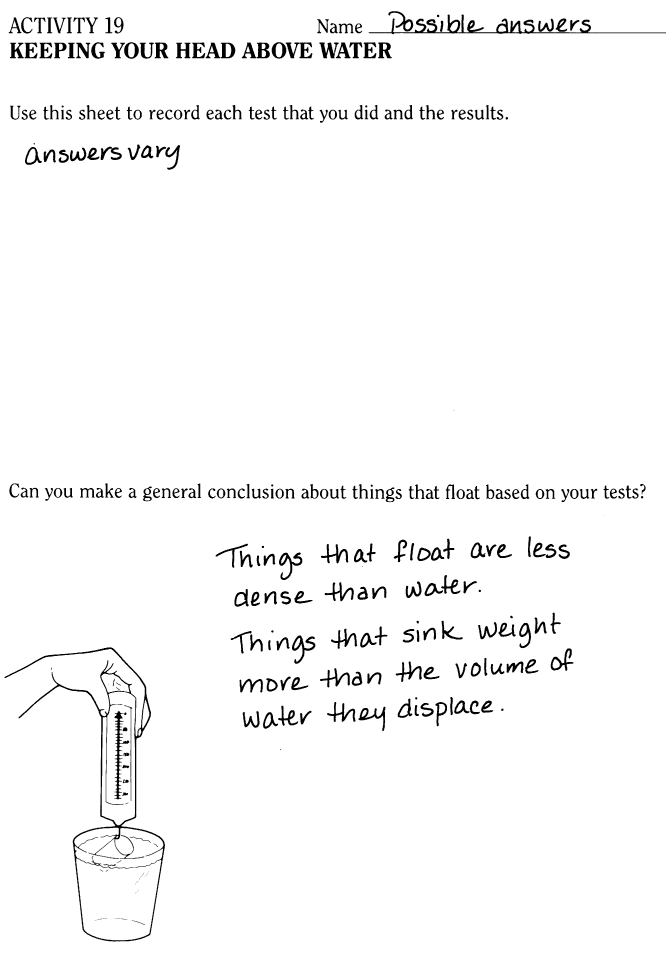 ACTIVITY 19 Name Possible answers
KEEPING YOUR HEAD ABOVE WATER
Use this sheet to record each test that you did and the results.
answers vary
Can you make a general conclusion about things that float based on your tests?
Things that float are less
dense than water.
Things that sink weight
more than the volume of
water they displace.